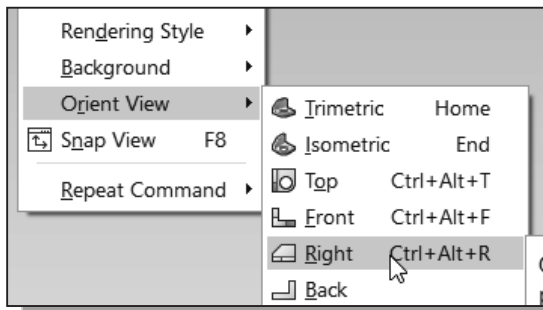 Rendering Style
Background
Orient View
Snap View F8
Repeat Command
Trimetric Home
Isometric End
Top Ctrl+Alt+T
Front Ctrl+Alt+F
Right Ctrl+Alt+R
Back